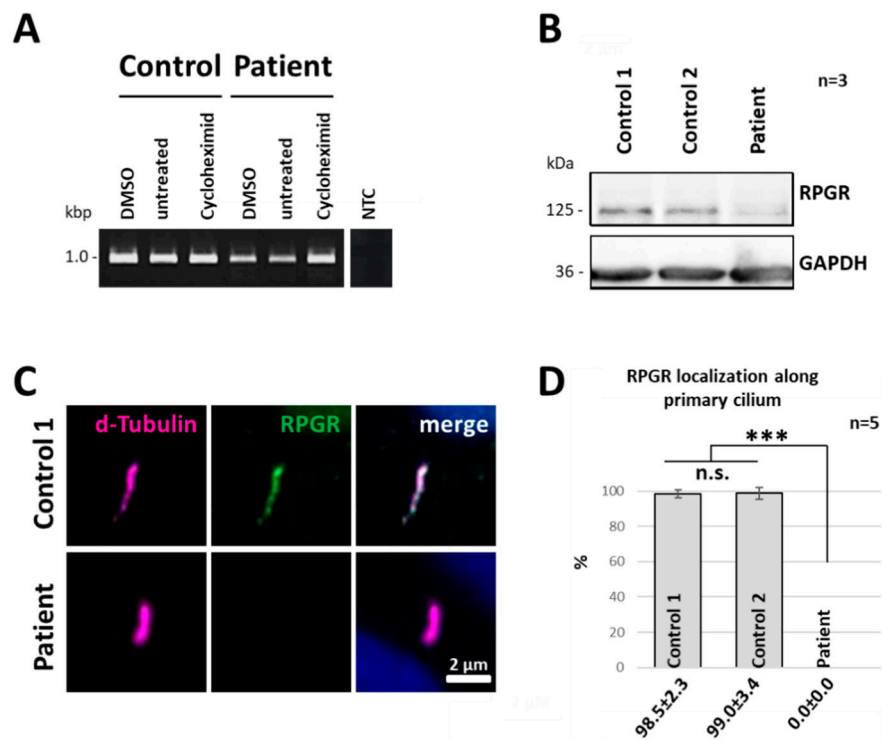 A
Control Patient
DMSO
untreated
Cycloheximid
DMSO
untreated
Cycloheximid
NTC
kbp
1.0 -
B
Control 1
Control 2
Patient
n=3
kDa
125 -
RPGR
36 -
GAPDH
C
Control 1
d-Tubulin
RPGR
merge
Patient
2 µm
D
RPGR localization along
primary cilium
n=5
***
n.s.
%
100
80
60
40
20
0
Control 1
Control 2
Patient
98.5±2.3
99.0±3.4
0.0±0.0